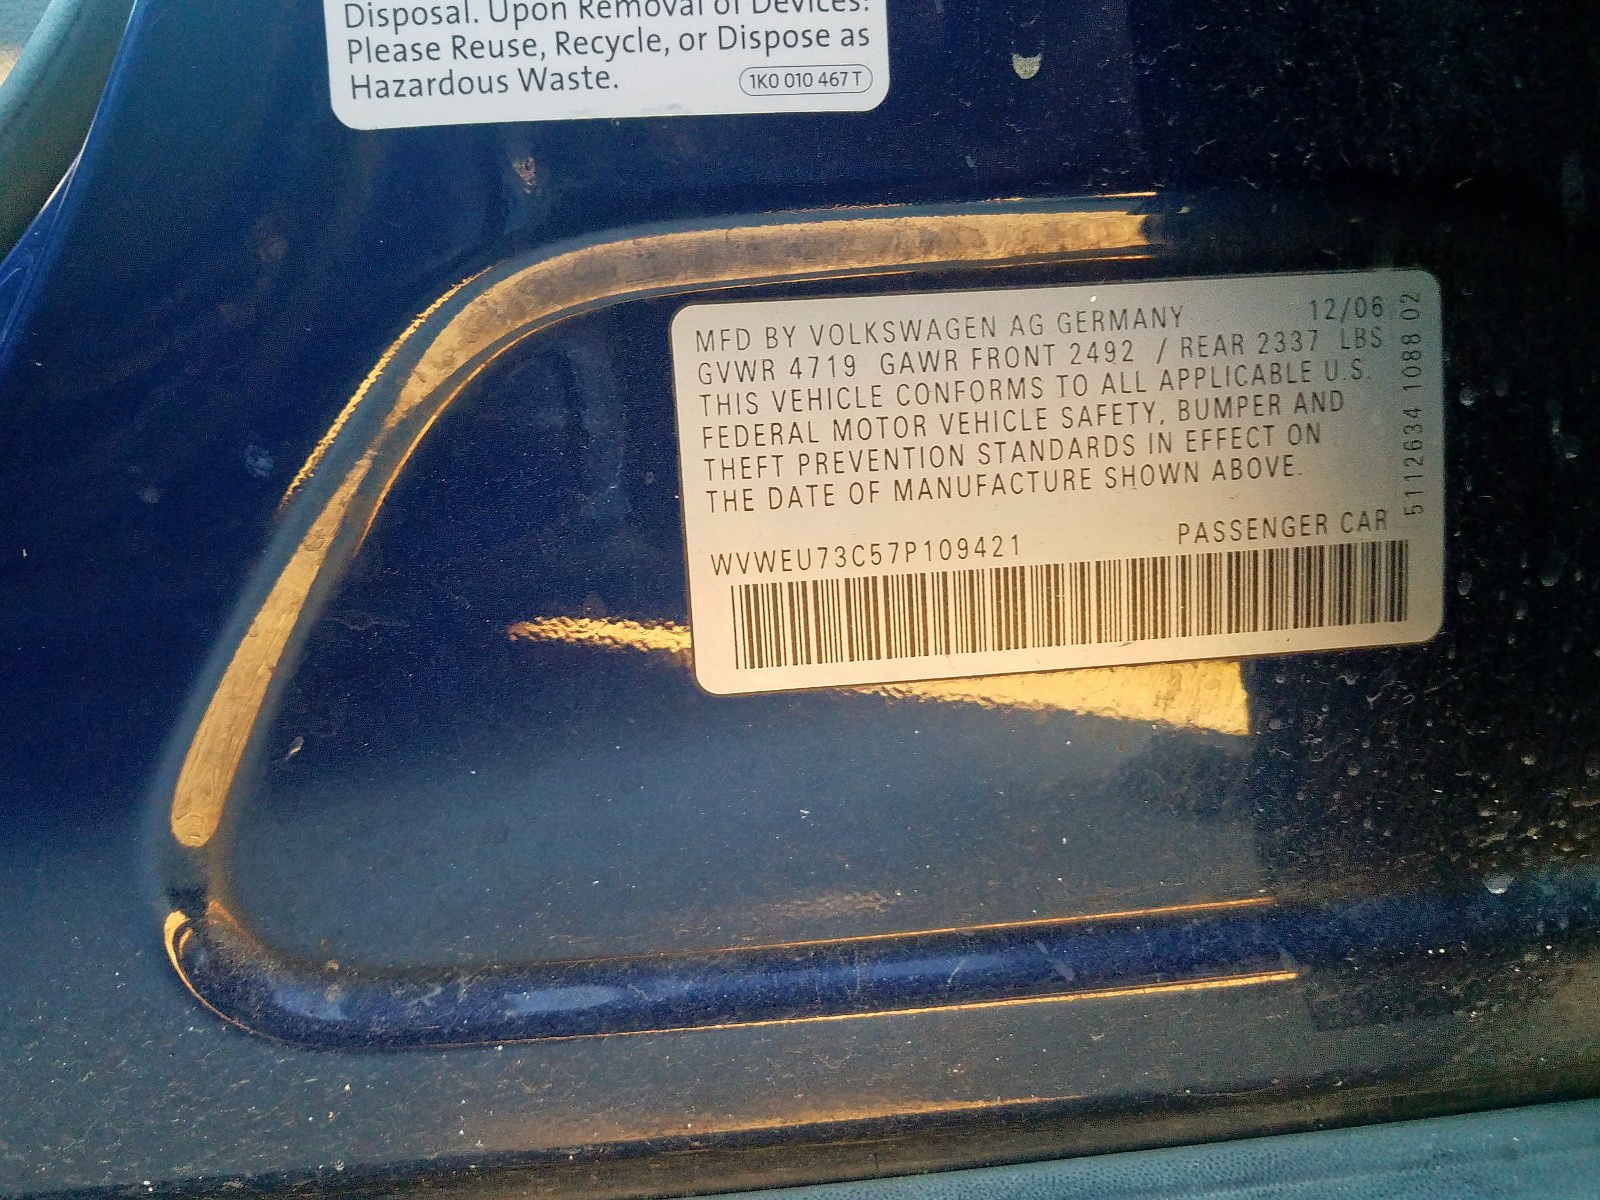 Disposal. Upon Removal of Devices:
Please Reuse, Recycle, or Dispose as
Hazardous Waste.
1K0 010 467 T
MFD BY VOLKSWAGEN AG GERMANY 12/06
GVWR 4719 GAWR FRONT 2492 / REAR 2337 LBS
THIS VEHICLE CONFORMS TO ALL APPLICABLE U.S.
FEDERAL MOTOR VEHICLE SAFETY, BUMPER AND
THEFT PREVENTION STANDARDS IN EFFECT ON
THE DATE OF MANUFACTURE SHOWN ABOVE.
WVWEU73C57P109421 PASSENGER CAR
5112634 1088 02